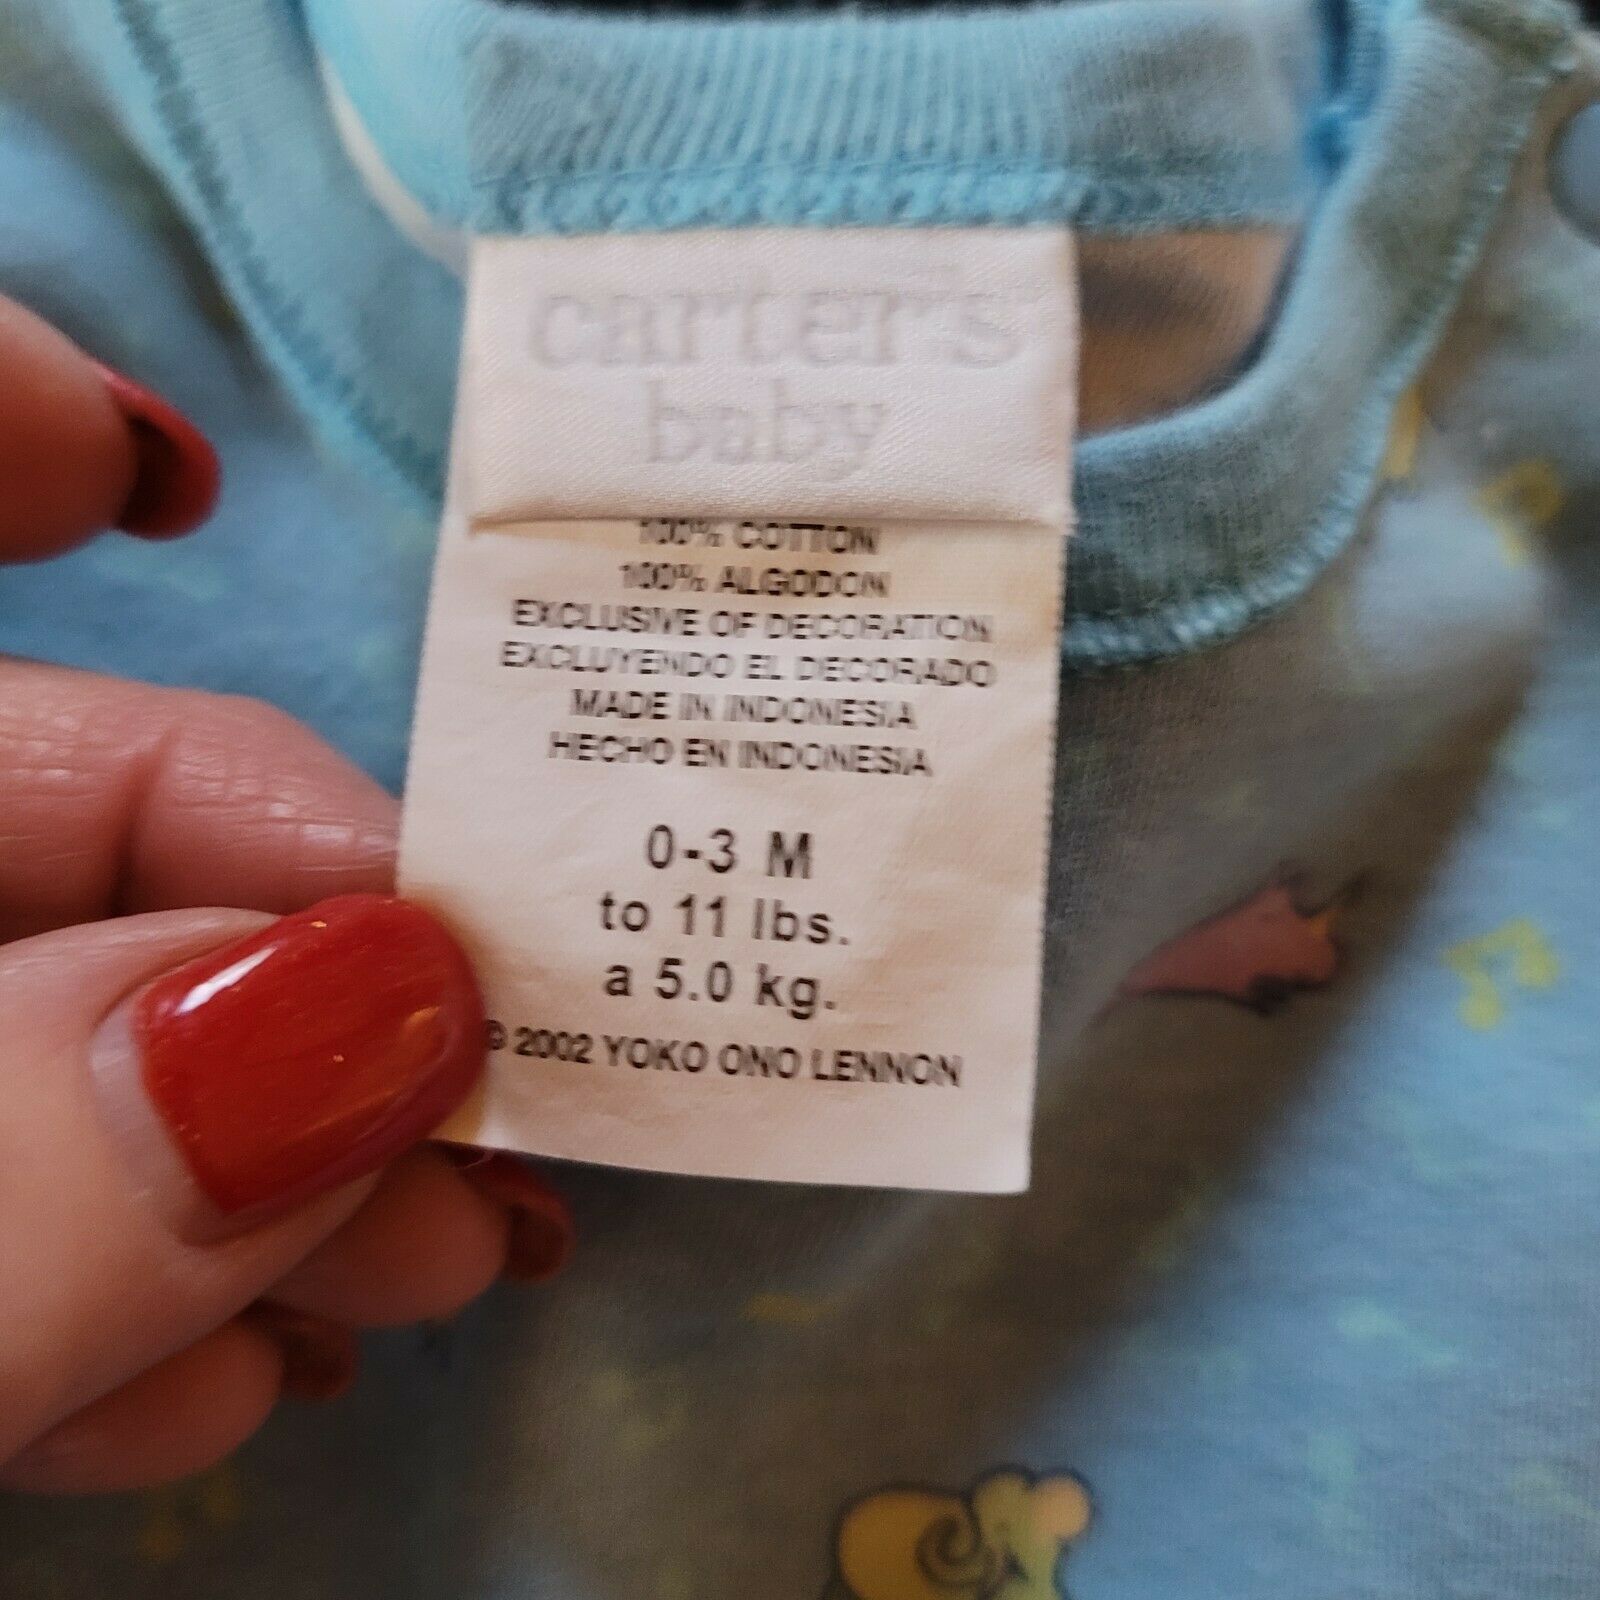 carter's
baby
100% COTTON
100% ALGODON
EXCLUSIVE OF DECORATION
EXCLUYENDO EL DECORADO
MADE IN INDONESIA
HECHO EN INDONESIA
0-3 M
to 11 lbs.
a 5.0 kg.
© 2002 YOKO ONO LENNON